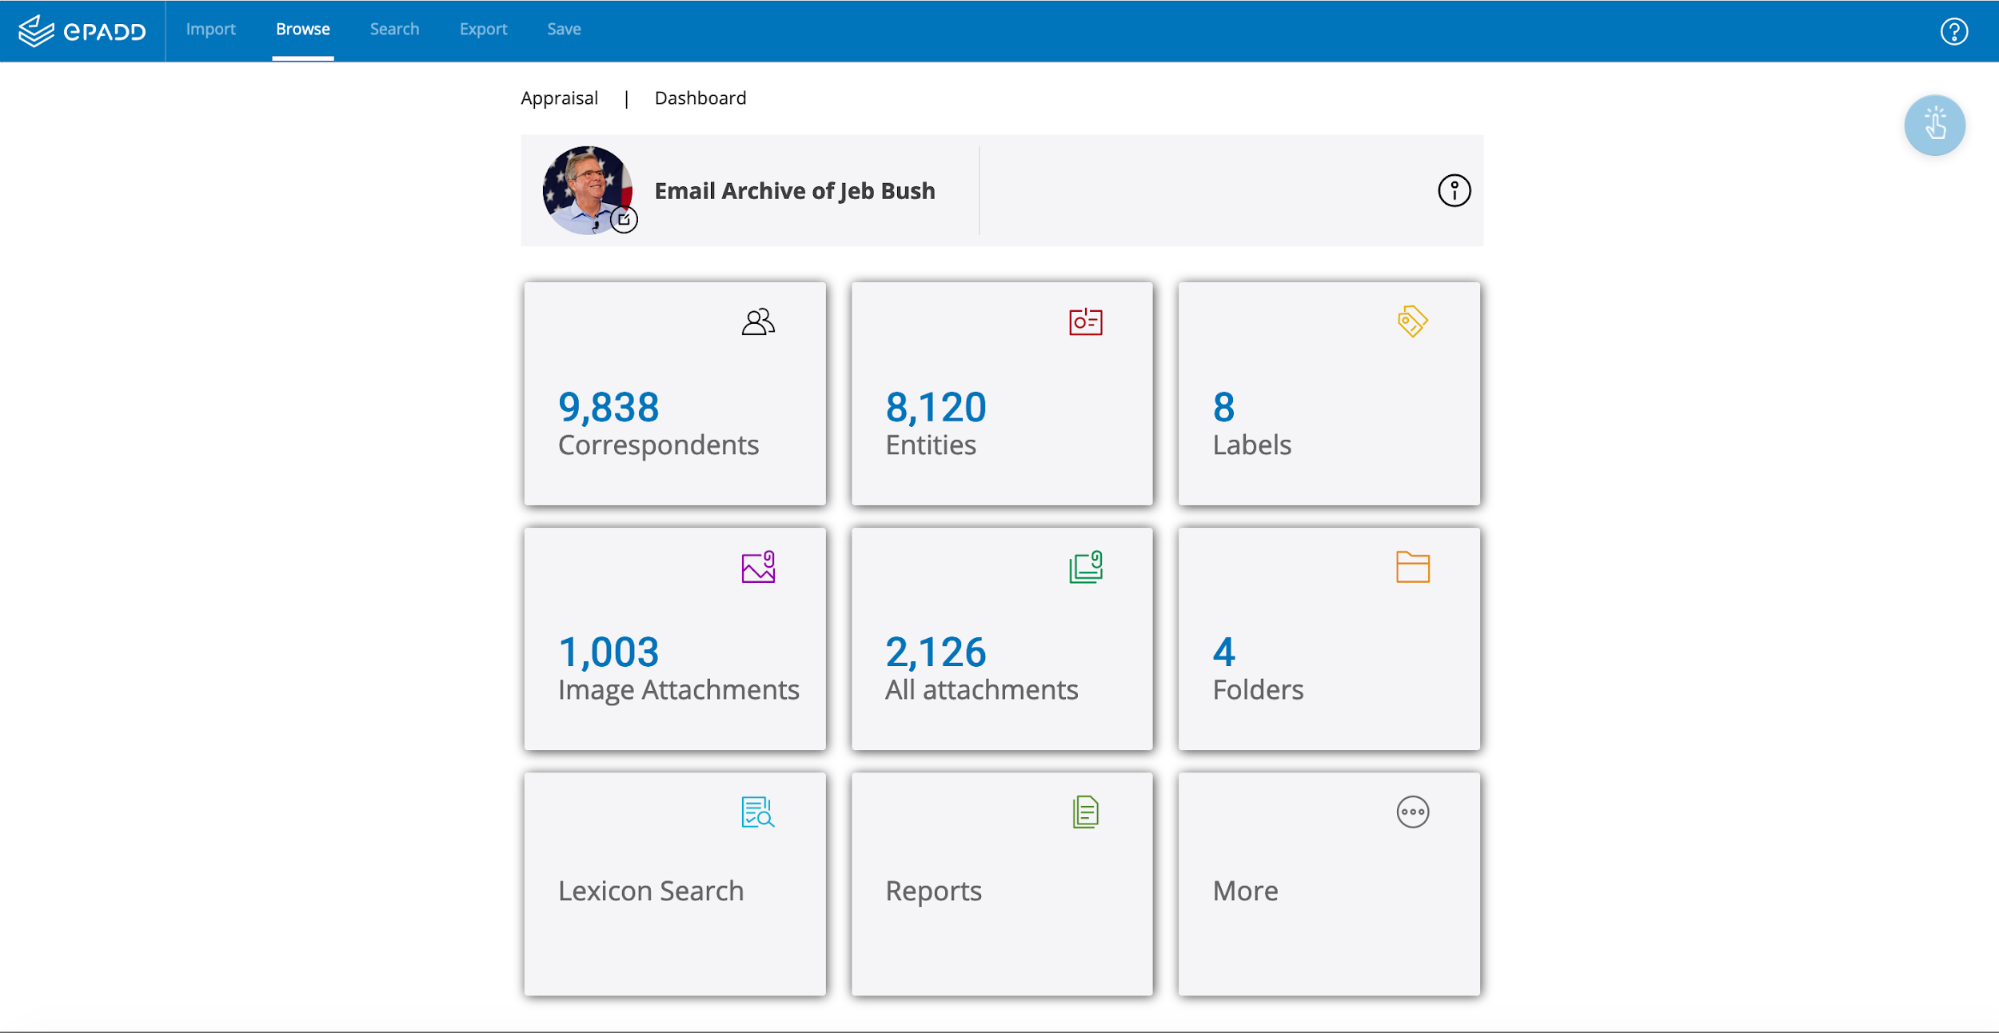 ePADD Import Browse Search Export Save
Appraisal | Dashboard
Email Archive of Jeb Bush
9,838
Correspondents
8,120
Entities
8
Labels
1,003
Image Attachments
2,126
All attachments
4
Folders
Lexicon Search
Reports
More